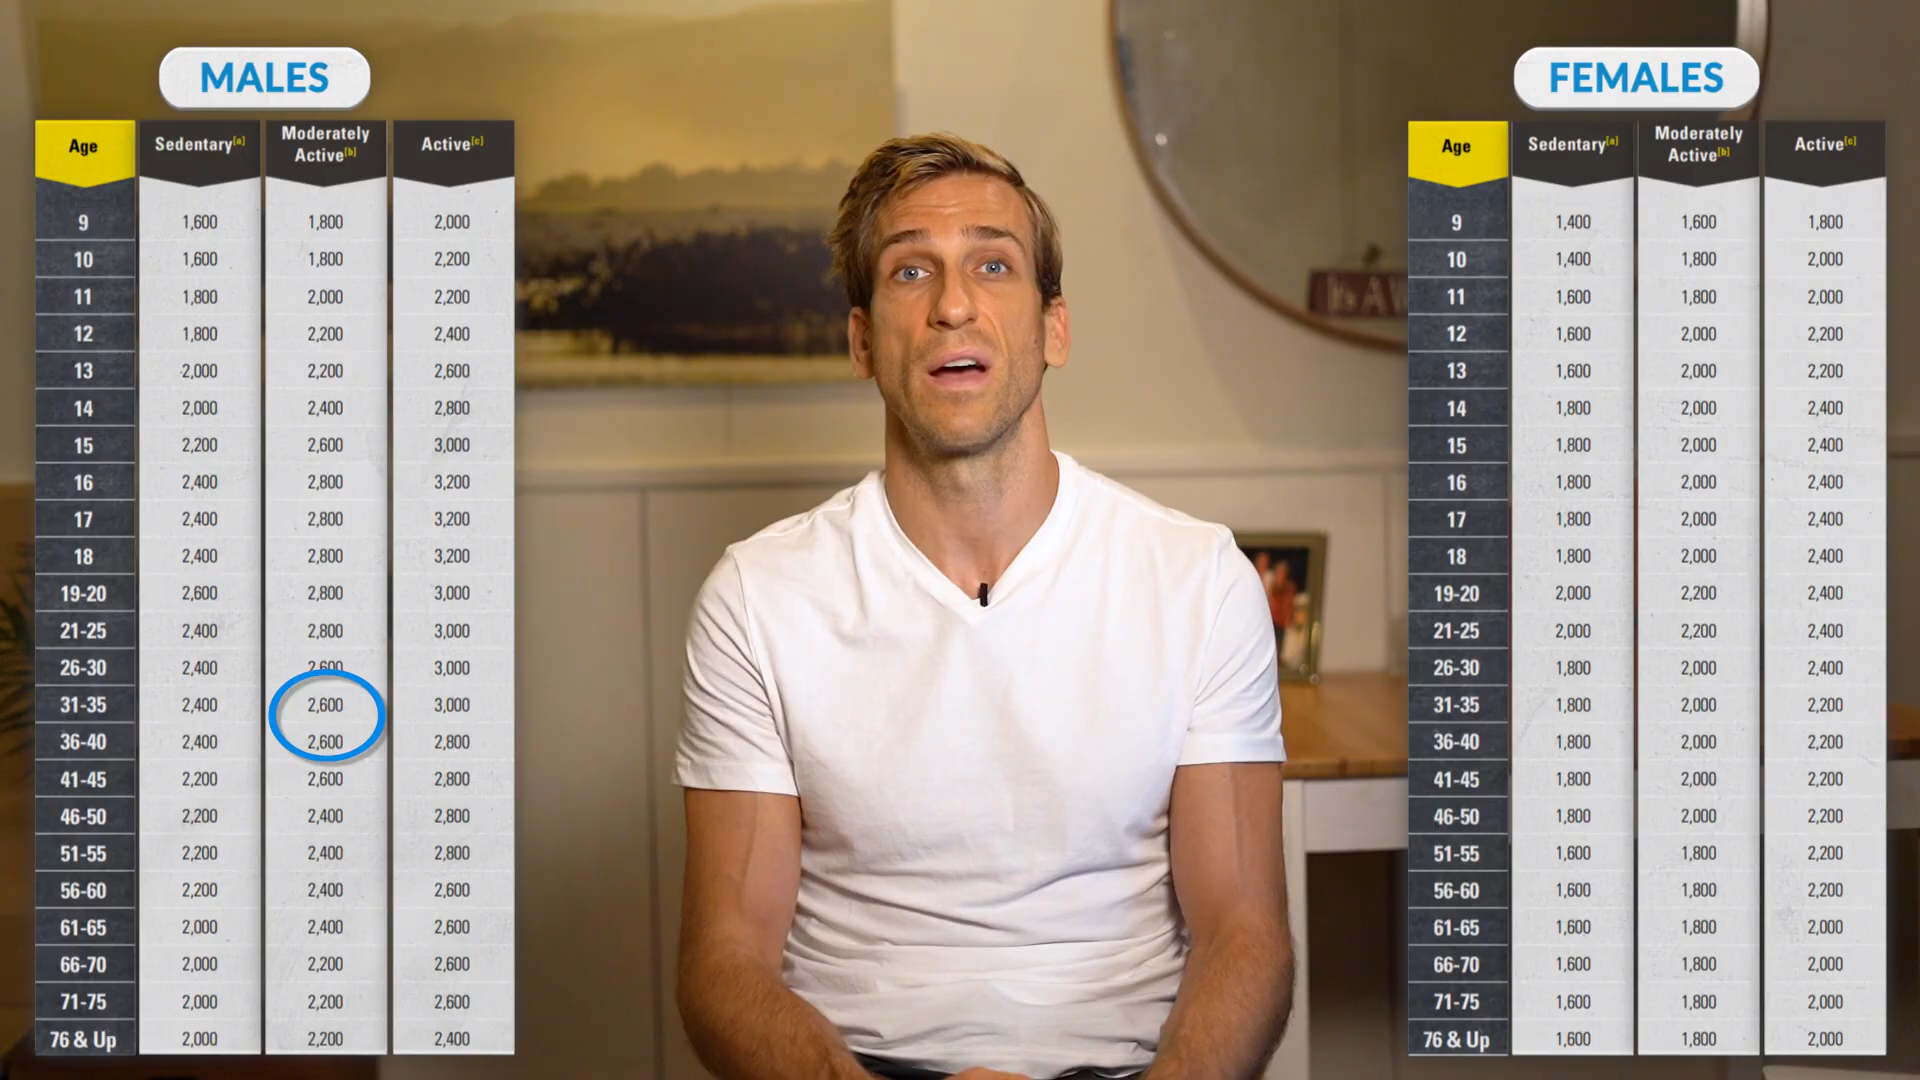 MALES
Age Sedentary[a] Moderately Active[b] Active[c]
9 1,600 1,800 2,000
10 1,600 1,800 2,200
11 1,800 2,000 2,200
12 1,800 2,200 2,400
13 2,000 2,200 2,600
14 2,000 2,400 2,800
15 2,200 2,600 3,000
16 2,400 2,800 3,200
17 2,400 2,800 3,200
18 2,400 2,800 3,200
19-20 2,600 2,800 3,000
21-25 2,400 2,800 3,000
26-30 2,400 2,600 3,000
31-35 2,400 2,600 3,000
36-40 2,400 2,600 2,800
41-45 2,200 2,600 2,800
46-50 2,200 2,400 2,800
51-55 2,200 2,400 2,800
56-60 2,200 2,400 2,600
61-65 2,000 2,400 2,600
66-70 2,000 2,200 2,600
71-75 2,000 2,200 2,600
76 & Up 2,000 2,200 2,400
FEMALES
Age Sedentary[a] Moderately Active[b] Active[c]
9 1,400 1,600 1,800
10 1,400 1,800 2,000
11 1,600 1,800 2,000
12 1,600 2,000 2,200
13 1,600 2,000 2,200
14 1,800 2,000 2,400
15 1,800 2,000 2,400
16 1,800 2,000 2,400
17 1,800 2,000 2,400
18 1,800 2,000 2,400
19-20 2,000 2,200 2,400
21-25 2,000 2,200 2,400
26-30 1,800 2,000 2,400
31-35 1,800 2,000 2,200
36-40 1,800 2,000 2,200
41-45 1,800 2,000 2,200
46-50 1,800 2,000 2,200
51-55 1,600 1,800 2,200
56-60 1,600 1,800 2,200
61-65 1,600 1,800 2,000
66-70 1,600 1,800 2,000
71-75 1,600 1,800 2,000
76 & Up 1,600 1,800 2,000